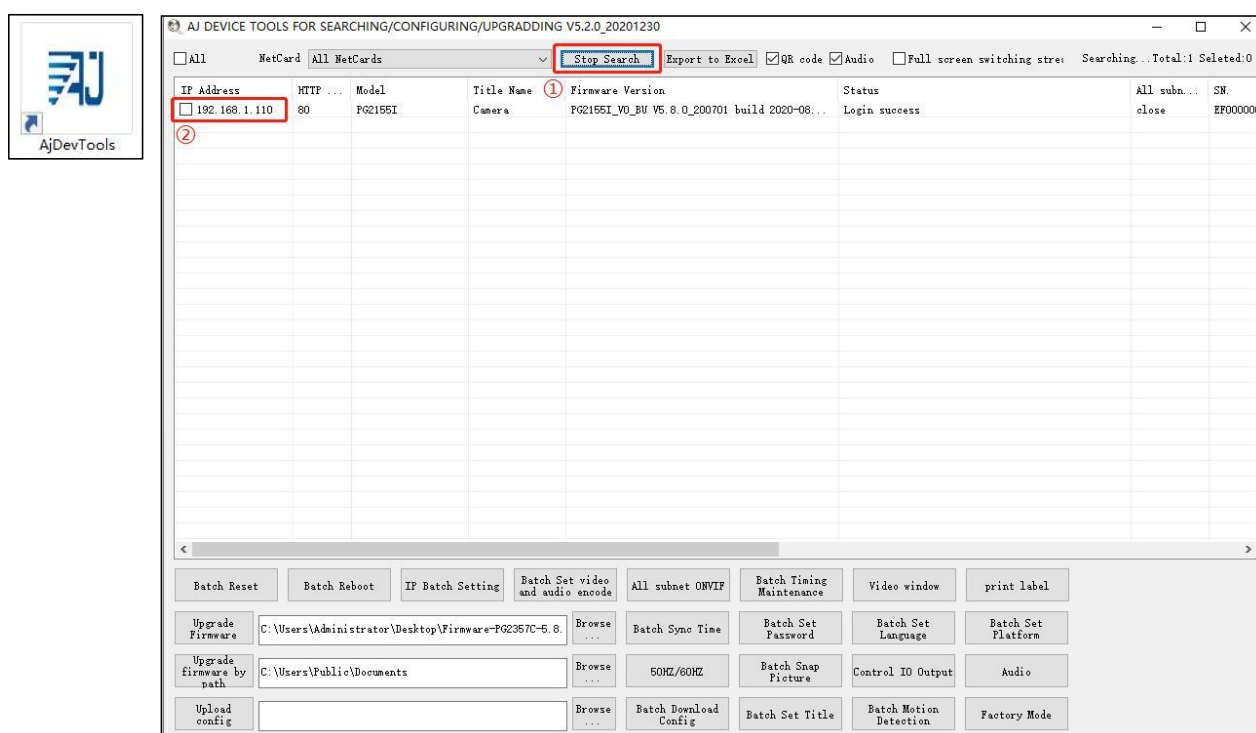 AJ
AjDevTools
AJ DEVICE TOOLS FOR SEARCHING/CONFIGURING/UPGRADDING V5.2.0_20201230
All NetCard All NetCards Stop Search Export to Excel QR code Audio Full screen switching stre Searching...Total:1 Seleted:0
IP Address HTTP ... Model Title Name ① Firmware Version Status All subn... SN.
192.168.1.110 80 PG2155I Camera PG2155I_VO_BU V5.8.0_200701 build 2020-08... Login success close EF00000
②
Batch Reset Batch Reboot IP Batch Setting Batch Set video and audio encode All subnet ONVIF Batch Timing Maintenance Video window print label
Upgrade Firmware C:\Users\Administrator\Desktop\Firmware-PG2357C-5.8. Browse ... Batch Sync Time Batch Set Password Batch Set Language Batch Set Platform
Upgrade firmware by path C:\Users\Public\Documents Browse ... 50HZ/60HZ Batch Snap Picture Control IO Output Audio
Upload config Browse ... Batch Download Config Batch Set Title Batch Motion Detection Factory Mode